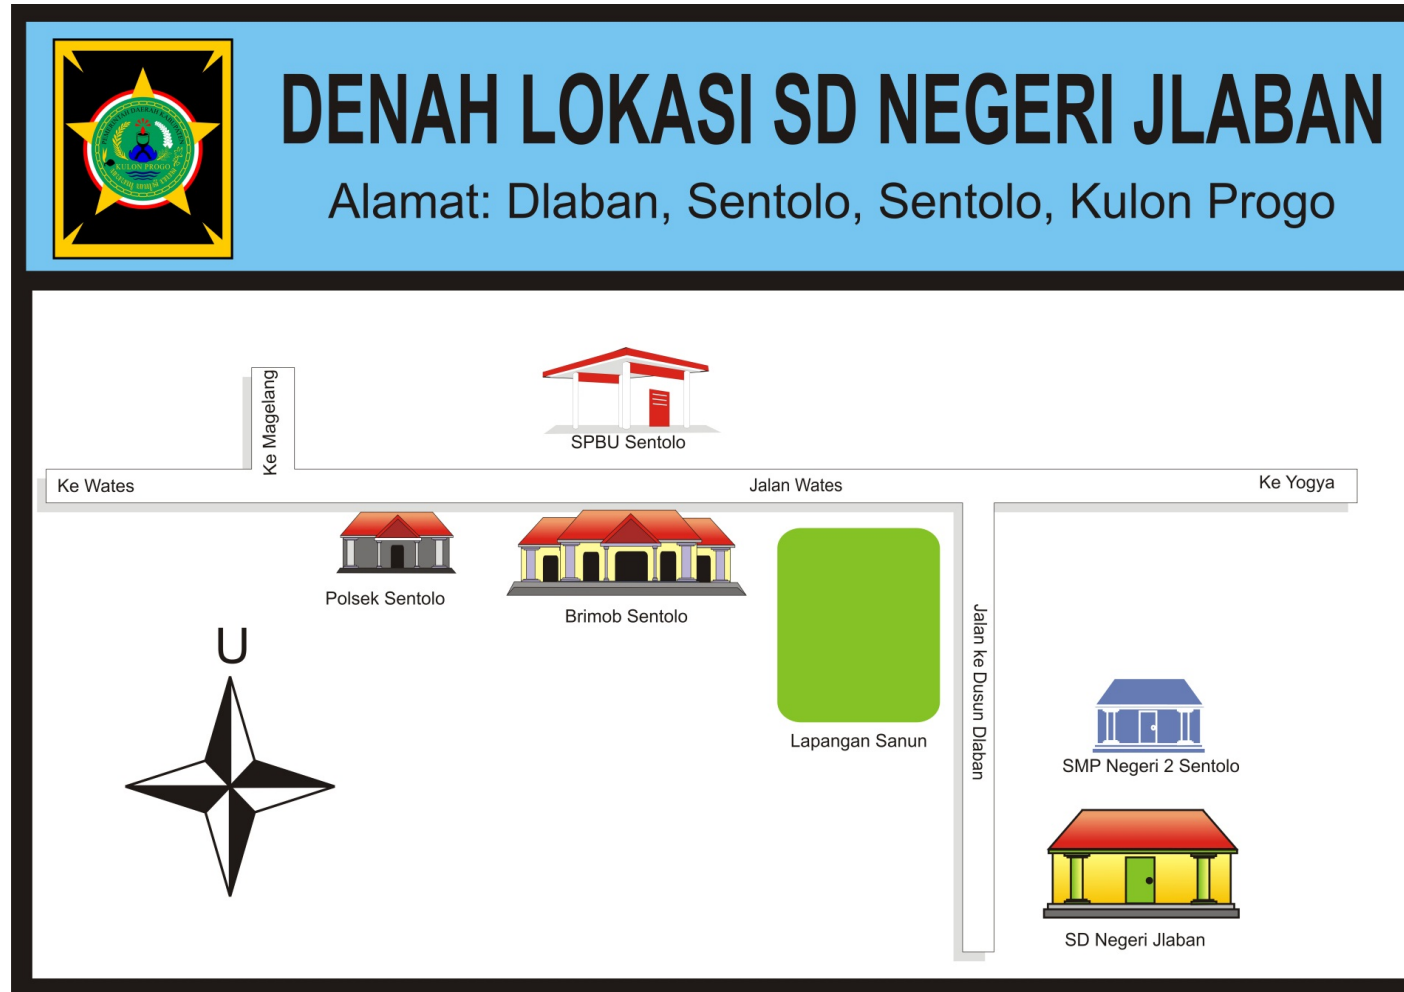 DENAH LOKASI SD NEGERI JLABAN
Alamat: Dlaban, Sentolo, Sentolo, Kulon Progo
KULON PROGO
Ke Magelang
SPBU Sentolo
Ke Wates
Jalan Wates
Ke Yogya
Polsek Sentolo
Brimob Sentolo
U
Jalan ke Dusun Dlaban
Lapangan Sanun
SMP Negeri 2 Sentolo
SD Negeri Jlaban